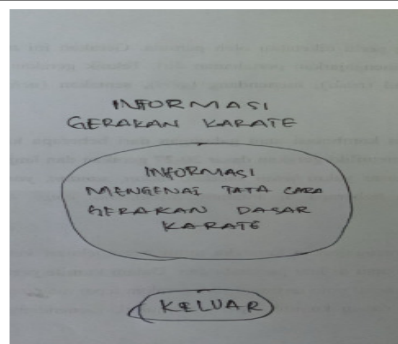 INFORMASI
GERAKAN KARATE
INFORMASI
MENGENAI TATA CARA
GERAKAN DASAR
KARATE
KELUAR